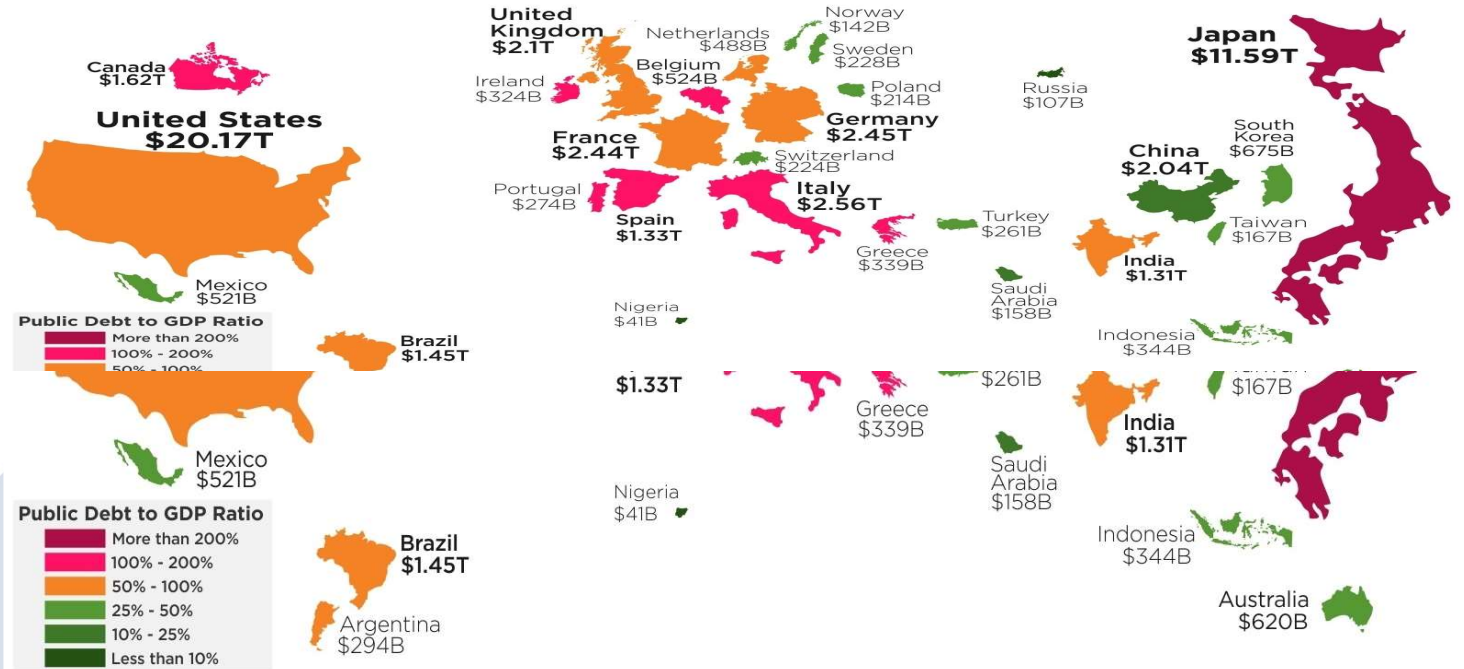 Canada
$1.62T
United States
$20.17T
Mexico
$521B
Public Debt to GDP Ratio
More than 200%
100% - 200%
50% - 100%
Brazil
$1.45T
United
Kingdom
$2.1T
Netherlands
$488B
Norway
$142B
Sweden
$228B
Belgium
$524B
Ireland
$324B
Poland
$214B
Germany
$2.45T
France
$2.44T
Switzerland
$224B
Portugal
$274B
Spain
$1.33T
Italy
$2.56T
Greece
$339B
Turkey
$261B
Nigeria
$41B
Saudi
Arabia
$158B
Russia
$107B
Japan
$11.59T
South
Korea
$675B
China
$2.04T
Taiwan
$167B
India
$1.31T
Indonesia
$344B
Mexico
$521B
Public Debt to GDP Ratio
More than 200%
100% - 200%
50% - 100%
25% - 50%
10% - 25%
Less than 10%
Brazil
$1.45T
Argentina
$294B
$1.33T
Greece
$339B
$261B
Nigeria
$41B
Saudi
Arabia
$158B
$167B
India
$1.31T
Indonesia
$344B
Australia
$620B